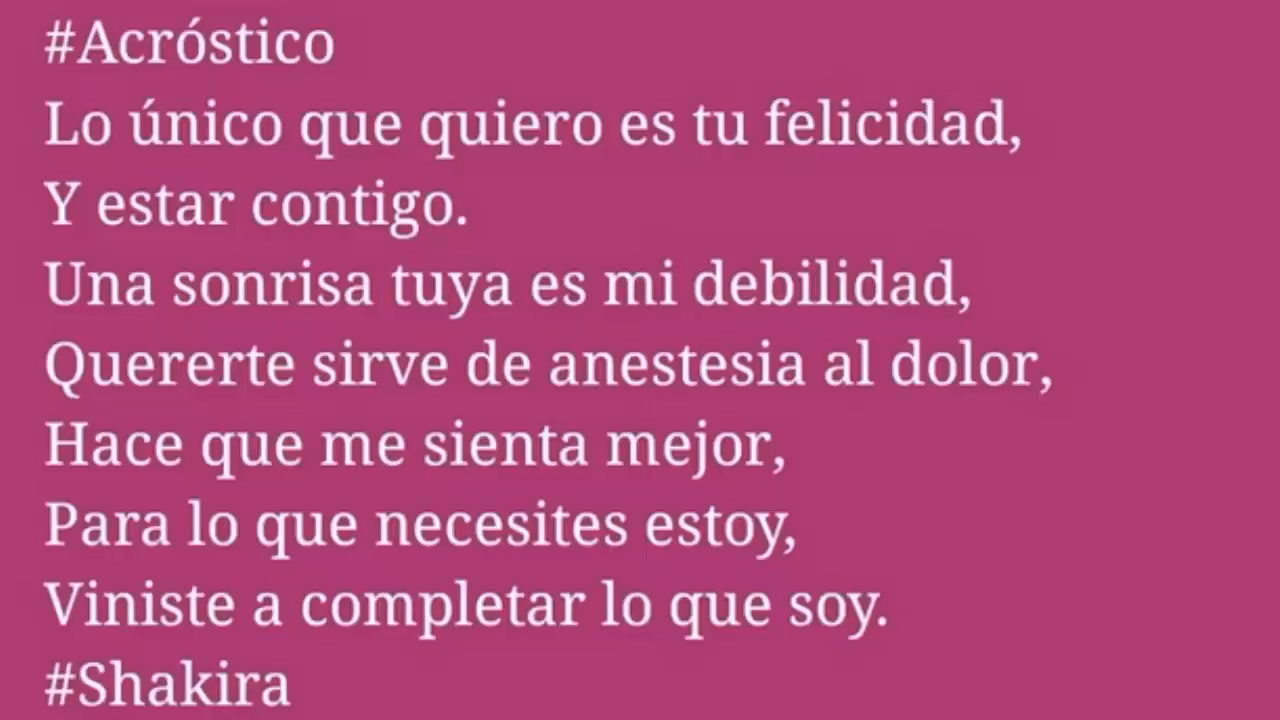 #Acróstico
Lo único que quiero es tu felicidad,
Y estar contigo.
Una sonrisa tuya es mi debilidad,
Quererte sirve de anestesia al dolor,
Hace que me sienta mejor,
Para lo que necesites estoy,
Viniste a completar lo que soy.
#Shakira